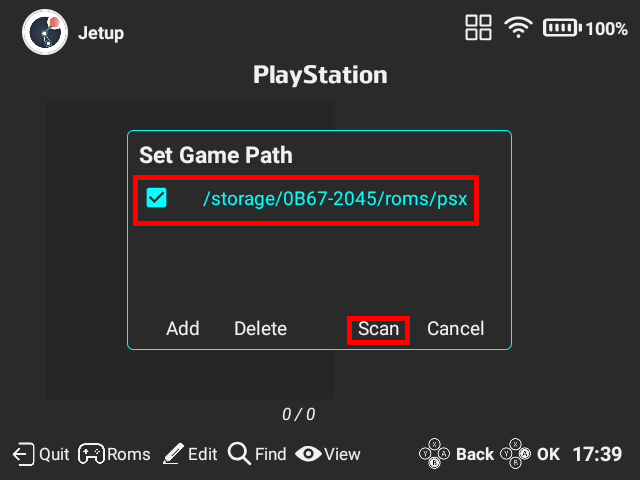 Jetup
100%
PlayStation
Set Game Path
/storage/0B67-2045/roms/psx
Add Delete Scan Cancel
0 / 0
Quit Roms Edit Find View Back OK 17:39